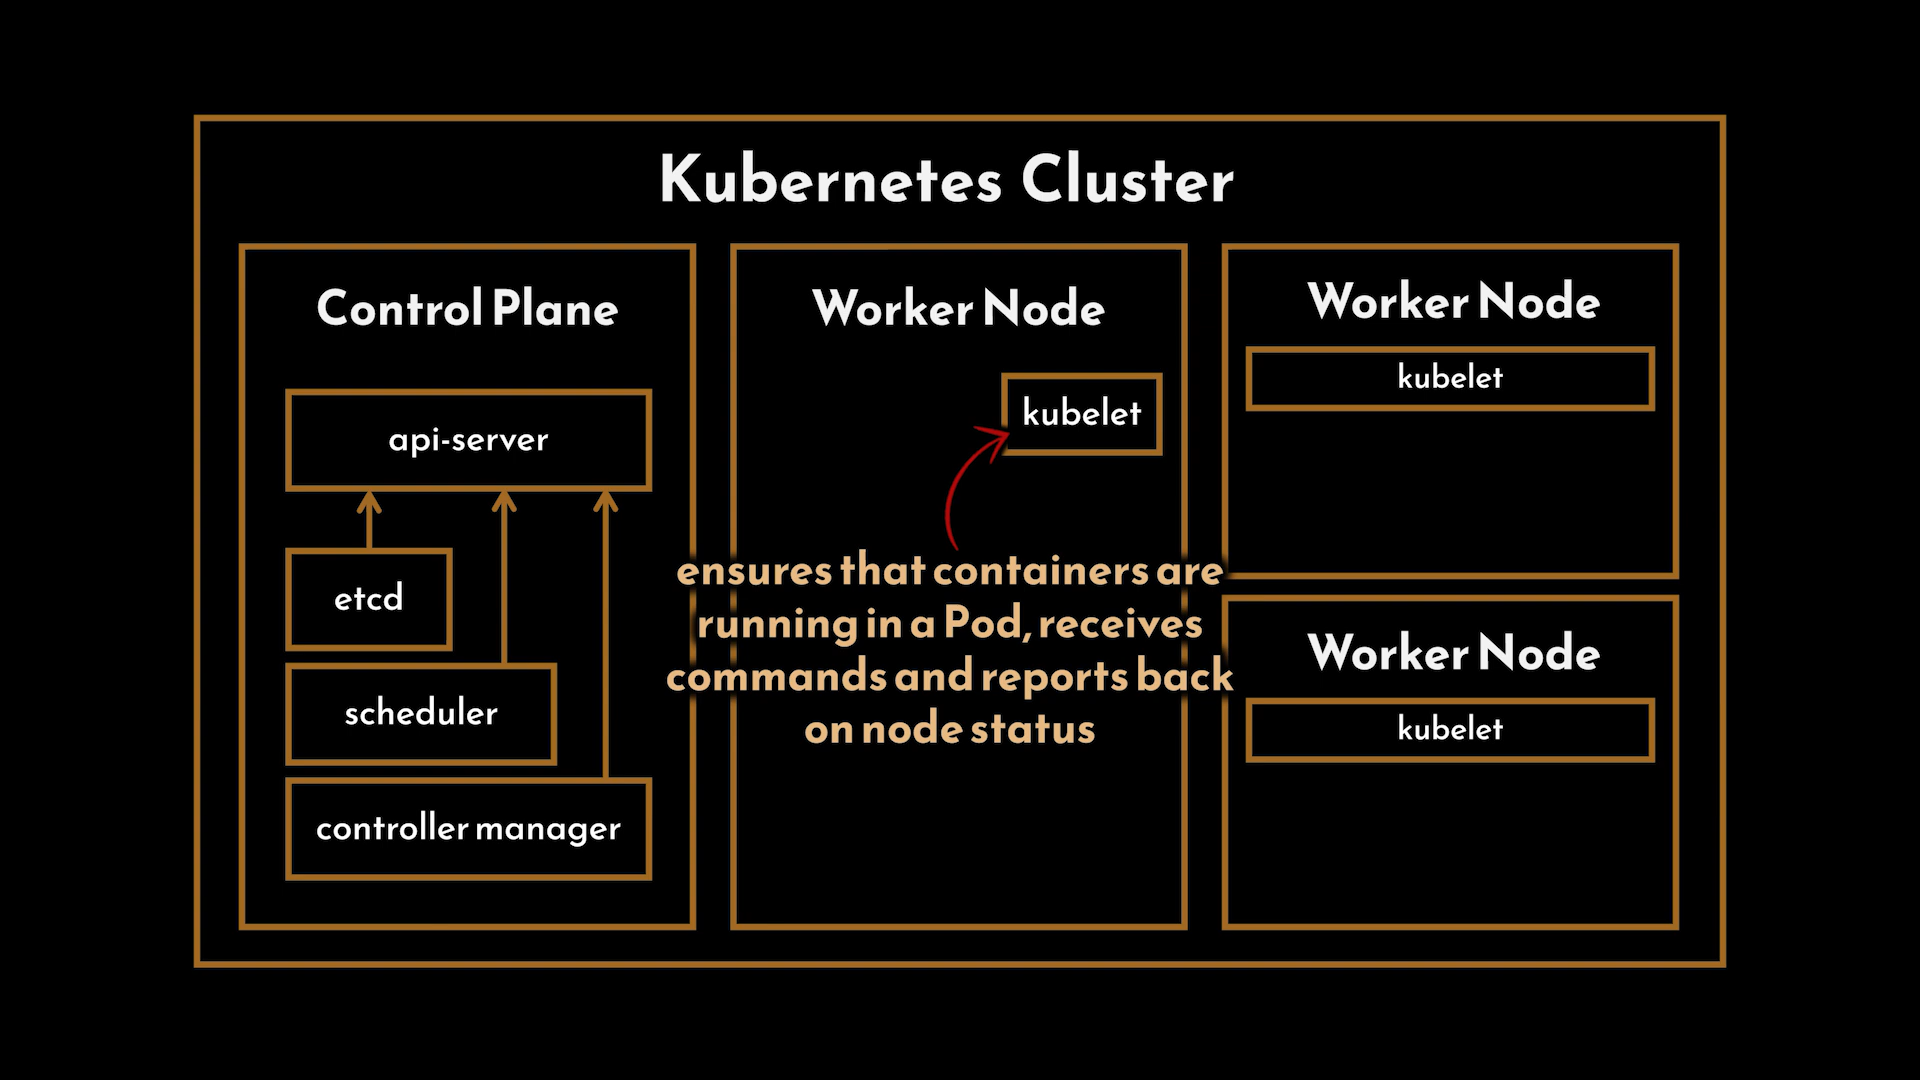 Kubernetes Cluster
Control Plane
api-server
etcd
scheduler
controller manager
Worker Node
kubelet
ensures that containers are
running in a Pod, receives
commands and reports back
on node status
Worker Node
kubelet
Worker Node
kubelet